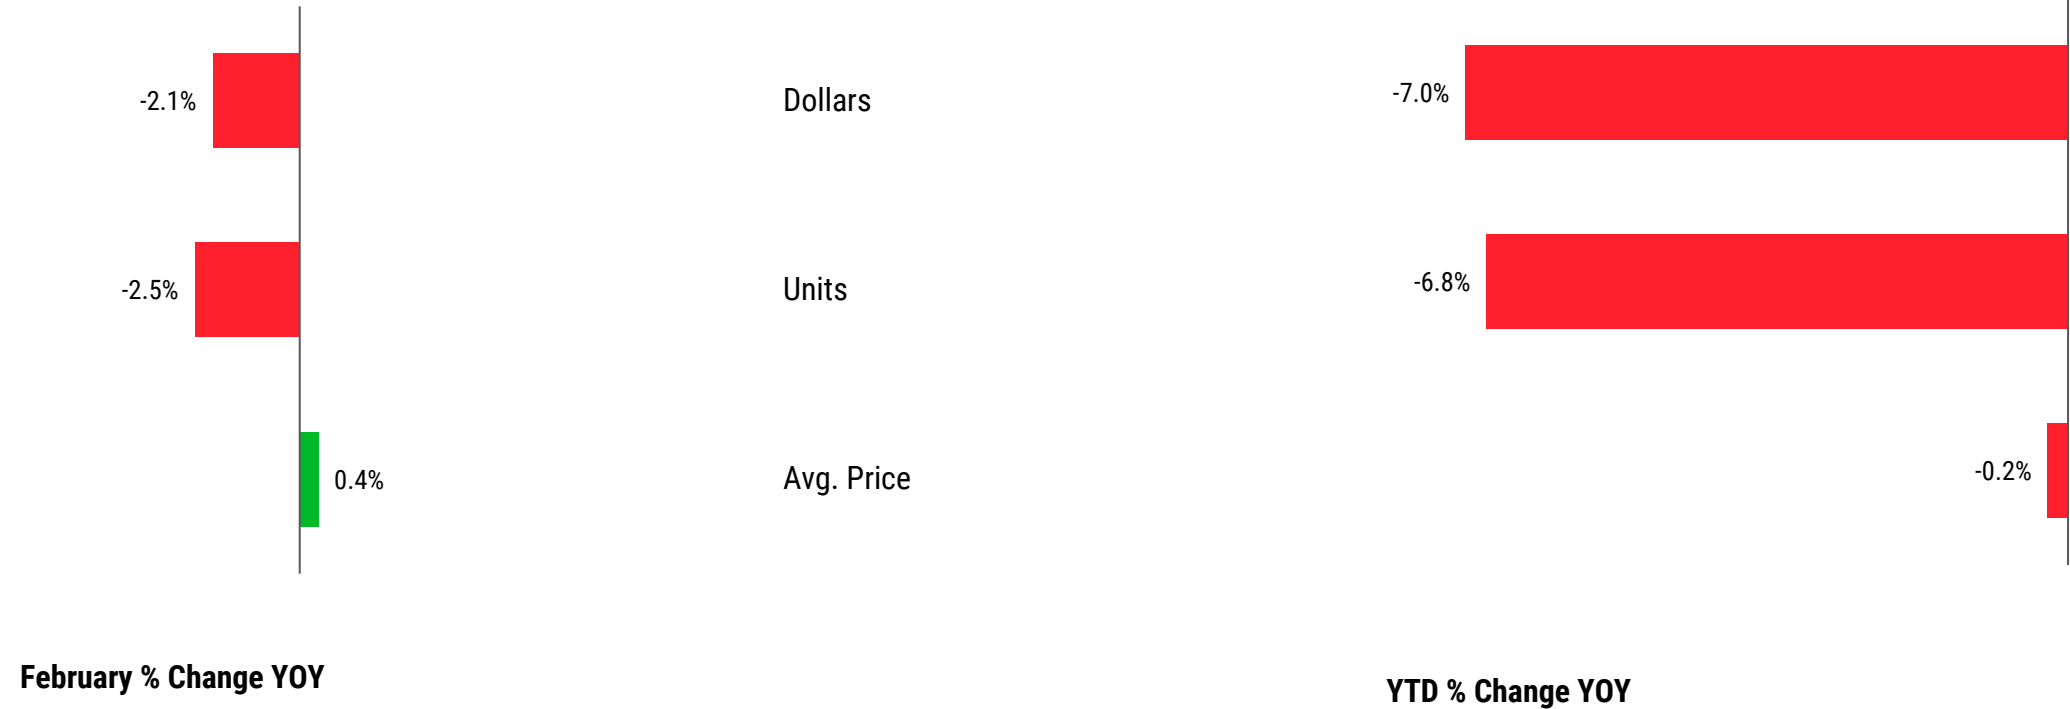 -2.1%
Dollars
-7.0%
-2.5%
Units
-6.8%
0.4%
Avg. Price
-0.2%
February % Change YOY
YTD % Change YOY